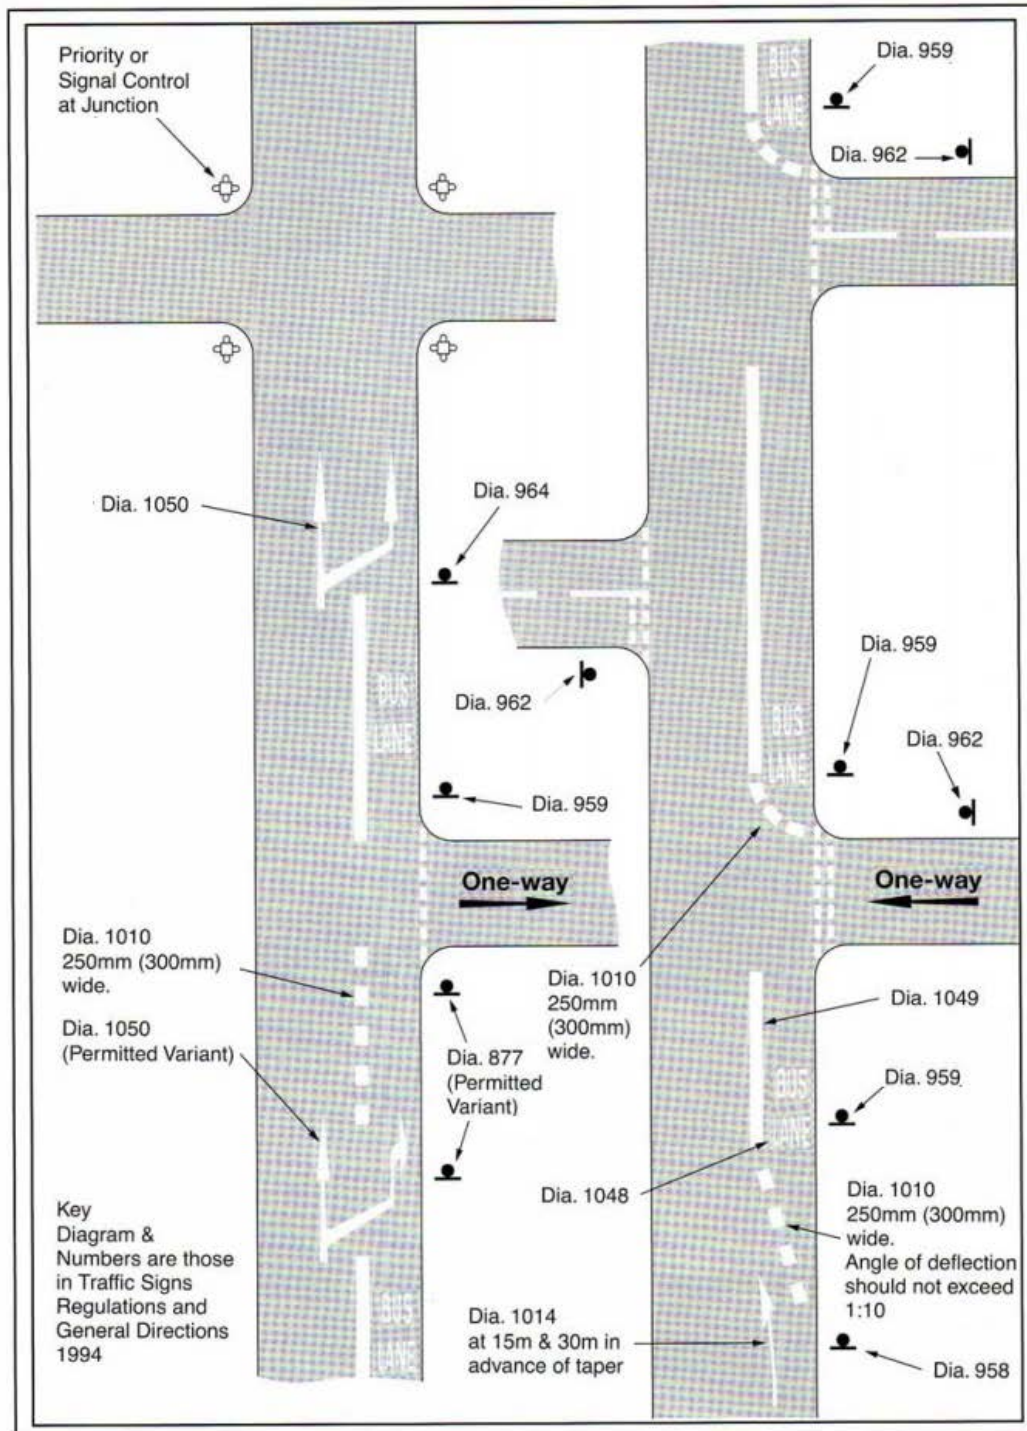 Priority or
Signal Control
at Junction
Dia. 1050
Dia. 964
Dia. 962
BUS
LANE
Dia. 959
One-way
Dia. 1010
250mm (300mm)
wide.
Dia. 1050
(Permitted Variant)
Dia. 877
(Permitted
Variant)
Key
Diagram &
Numbers are those
in Traffic Signs
Regulations and
General Directions
1994
BUS
LANE
BUS
LANE
Dia. 959
Dia. 962
Dia. 959
Dia. 962
BUS
LANE
One-way
Dia. 1010
250mm
(300mm)
wide.
Dia. 1049
BUS
LANE
Dia. 959
Dia. 1048
Dia. 1010
250mm (300mm)
wide.
Angle of deflection
should not exceed
1:10
Dia. 1014
at 15m & 30m in
advance of taper
Dia. 958